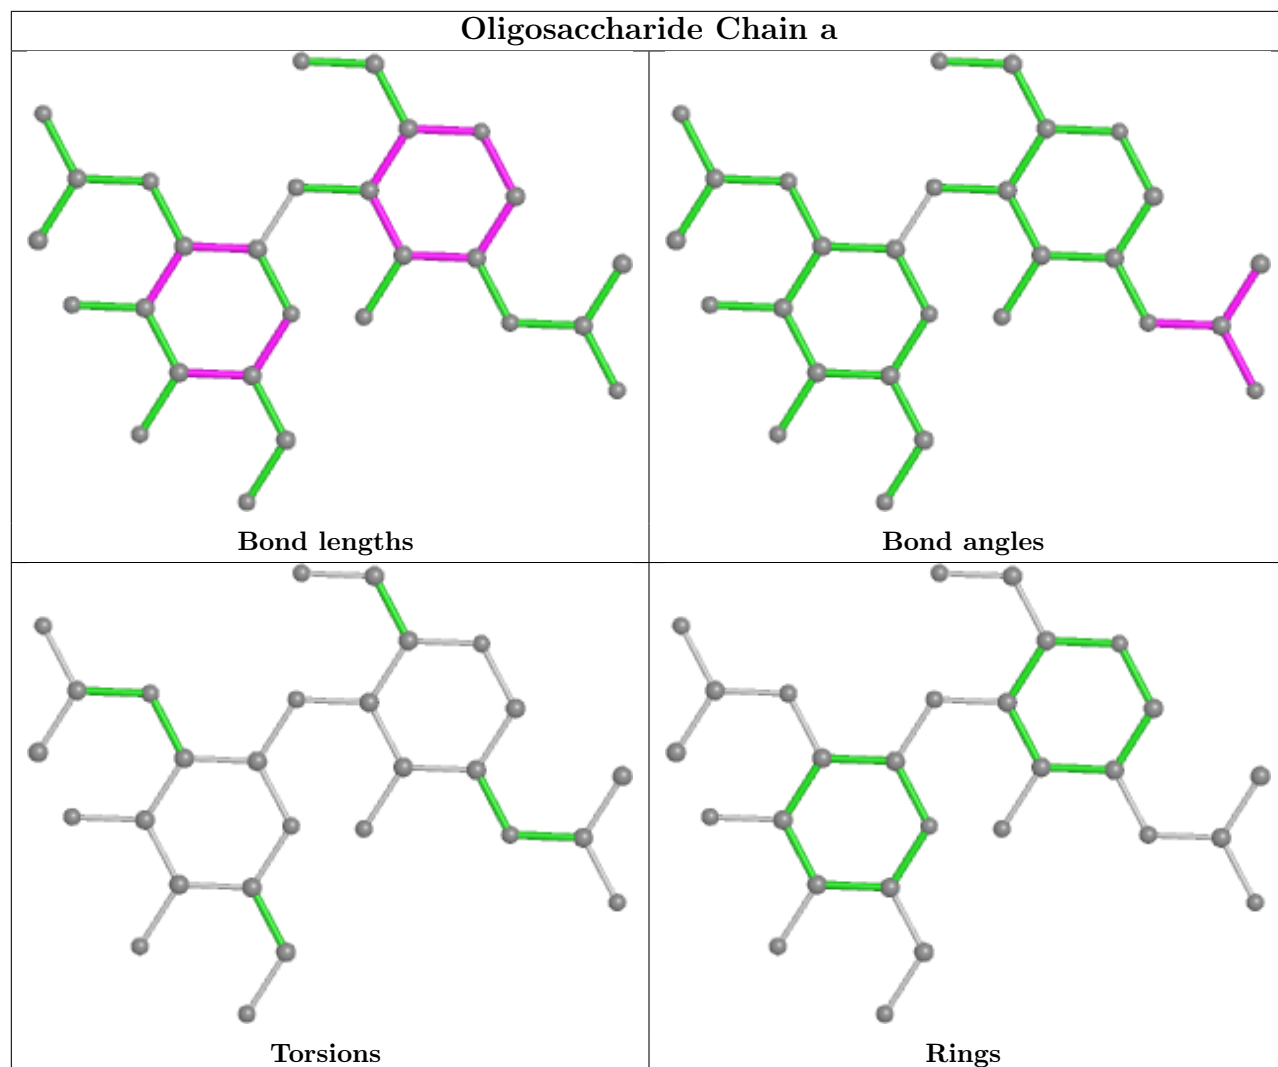 Oligosaccharide Chain a
Bond lengths
Bond angles
Torsions
Rings